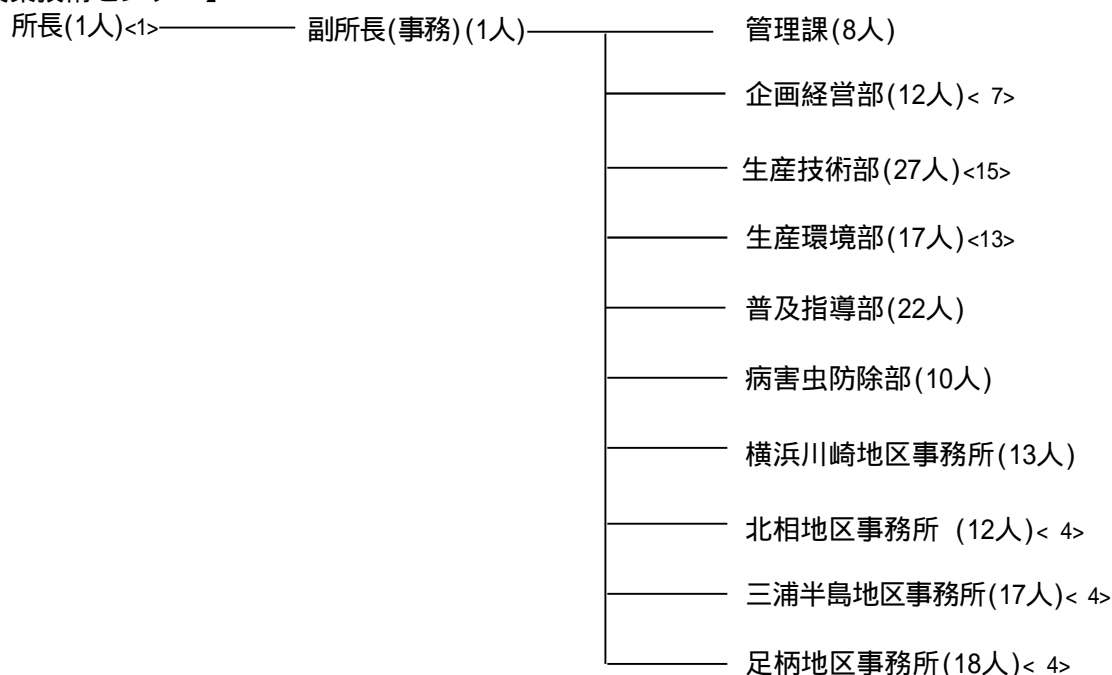 所長(1人)<1> 副所長(事務)(1人) 管理課(8人)
企画経営部(12人)< 7>
生産技術部(27人)<15>
生産環境部(17人)<13>
普及指導部(22人)
病害虫防除部(10人)
横浜川崎地区事務所(13人)
北相地区事務所 (12人)< 4>
三浦半島地区事務所(17人)< 4>
足柄地区事務所(18人)< 4>